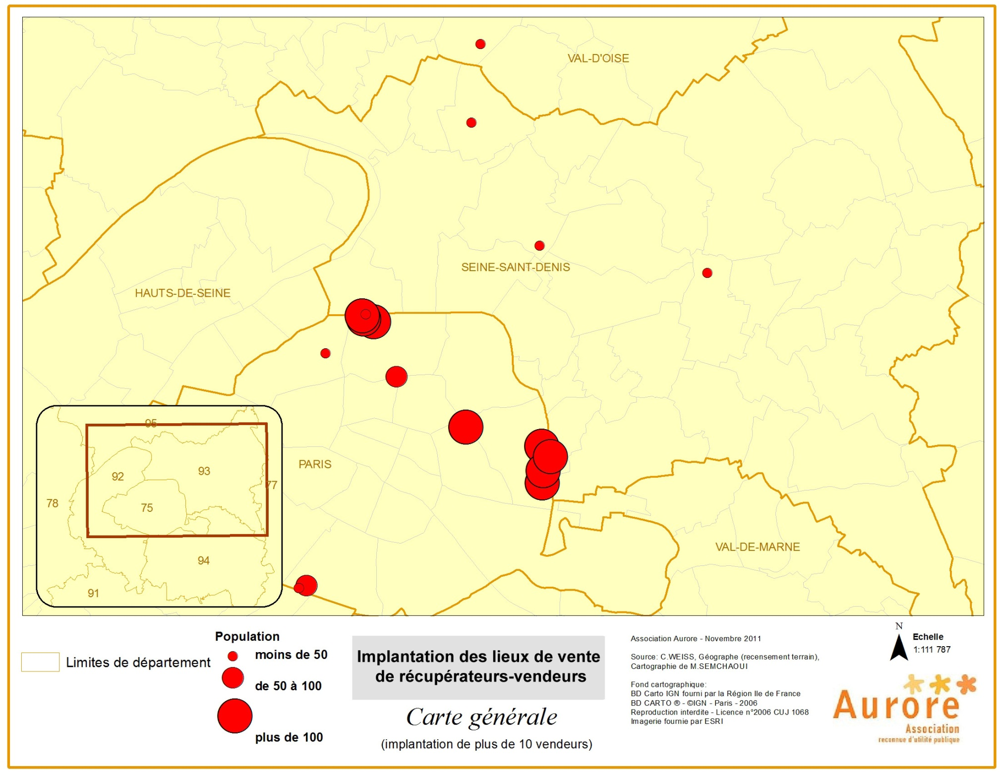 VAL-D'OISE
SEINE-SAINT-DENIS
HAUTS-DE-SEINE
PARIS
VAL-DE-MARNE
95
92
93
77
78
75
94
91
Limites de département
Population
moins de 50
de 50 à 100
plus de 100
Implantation des lieux de vente
de récupérateurs-vendeurs
Carte générale
(implantation de plus de 10 vendeurs)
Association Aurore - Novembre 2011
Source: C.WEISS, Géographe (recensement terrain),
Cartographie de M.SEMCHAOUI
Fond cartographique:
BD Carto IGN fourni par la Région Ile de France
BD CARTO ® - ©IGN - Paris - 2006
Reproduction interdite - Licence n°2006 CUJ 1068
Imagerie fournie par ESRI
N
Echelle
1:111 787
Aurore
Association
reconnue d'utilité publique